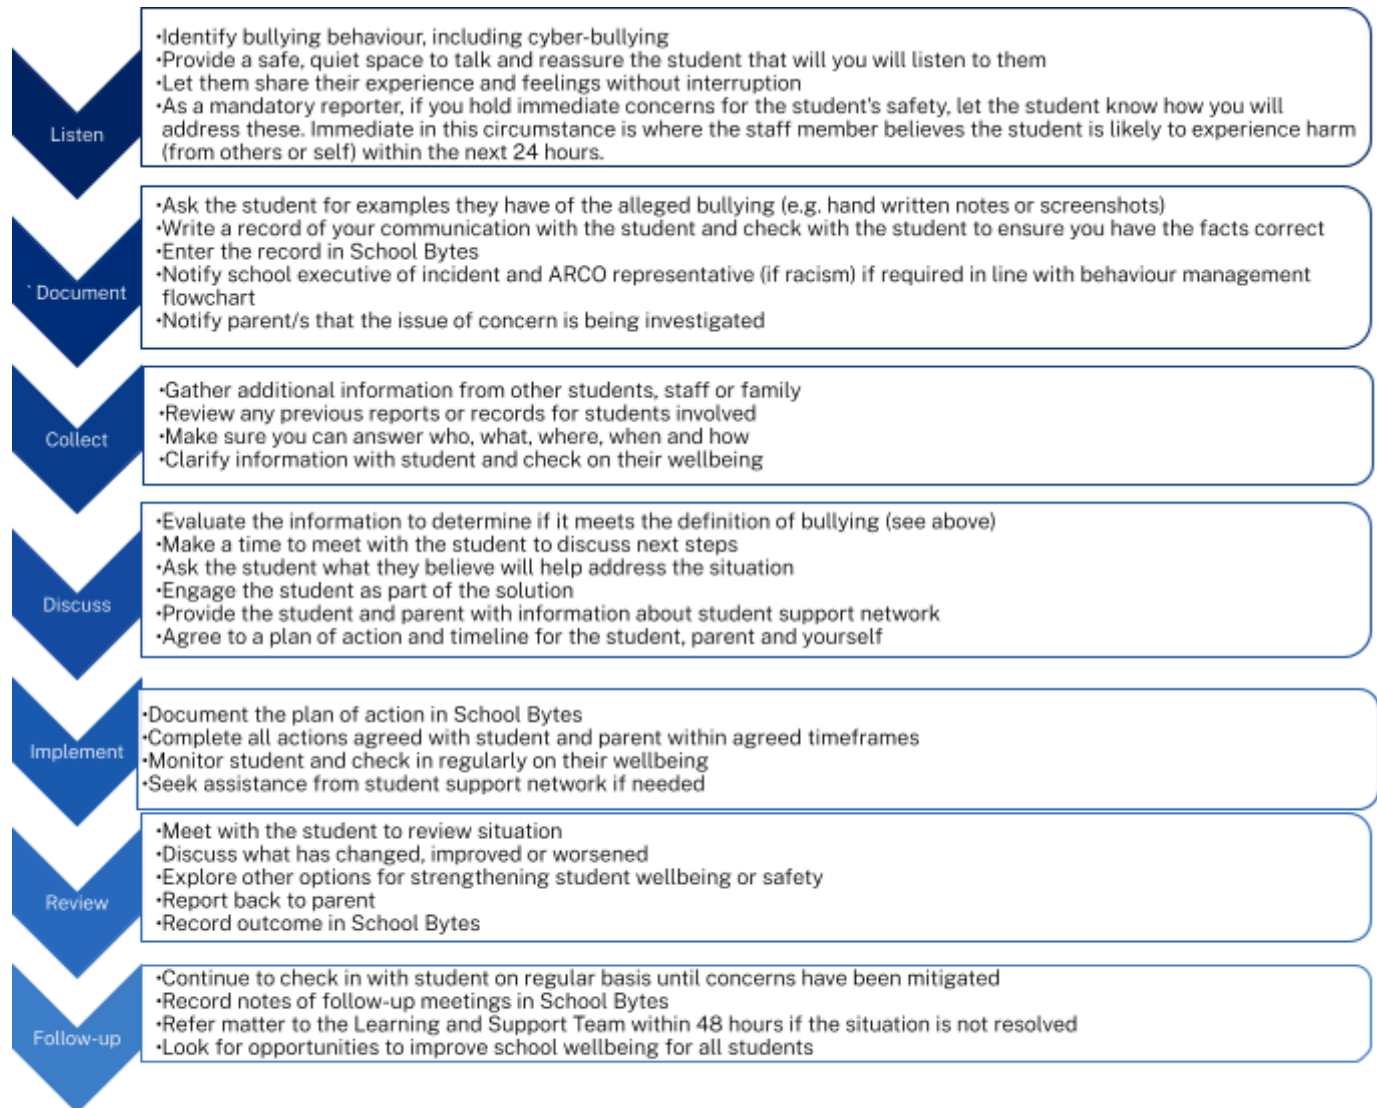 Listen
•Identify bullying behaviour, including cyber-bullying
•Provide a safe, quiet space to talk and reassure the student that will you will listen to them
•Let them share their experience and feelings without interruption
•As a mandatory reporter, if you hold immediate concerns for the student's safety, let the student know how you will
address these. Immediate in this circumstance is where the staff member believes the student is likely to experience harm
(from others or self) within the next 24 hours.
` Document
•Ask the student for examples they have of the alleged bullying (e.g. hand written notes or screenshots)
•Write a record of your communication with the student and check with the student to ensure you have the facts correct
•Enter the record in School Bytes
•Notify school executive of incident and ARCO representative (if racism) if required in line with behaviour management
flowchart
•Notify parent/s that the issue of concern is being investigated
Collect
•Gather additional information from other students, staff or family
•Review any previous reports or records for students involved
•Make sure you can answer who, what, where, when and how
•Clarify information with student and check on their wellbeing
Discuss
•Evaluate the information to determine if it meets the definition of bullying (see above)
•Make a time to meet with the student to discuss next steps
•Ask the student what they believe will help address the situation
•Engage the student as part of the solution
•Provide the student and parent with information about student support network
•Agree to a plan of action and timeline for the student, parent and yourself
Implement
•Document the plan of action in School Bytes
•Complete all actions agreed with student and parent within agreed timeframes
•Monitor student and check in regularly on their wellbeing
•Seek assistance from student support network if needed
Review
•Meet with the student to review situation
•Discuss what has changed, improved or worsened
•Explore other options for strengthening student wellbeing or safety
•Report back to parent
•Record outcome in School Bytes
Follow-up
•Continue to check in with student on regular basis until concerns have been mitigated
•Record notes of follow-up meetings in School Bytes
•Refer matter to the Learning and Support Team within 48 hours if the situation is not resolved
•Look for opportunities to improve school wellbeing for all students